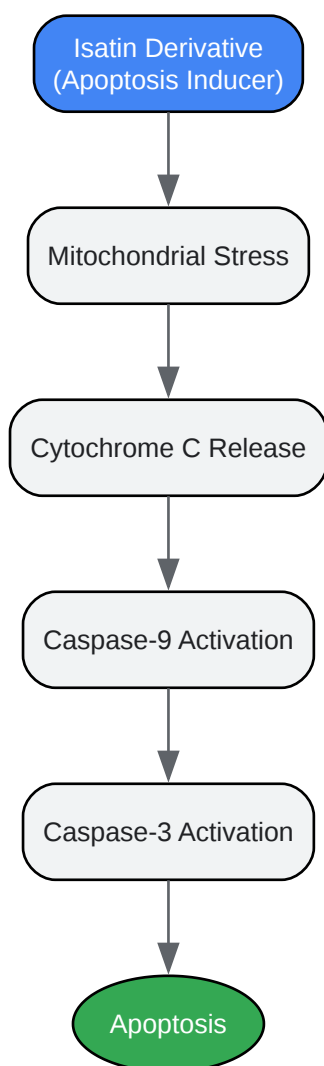 Isatin Derivative
(Apoptosis Inducer)
Mitochondrial Stress
Cytochrome C Release
Caspase-9 Activation
Caspase-3 Activation
Apoptosis